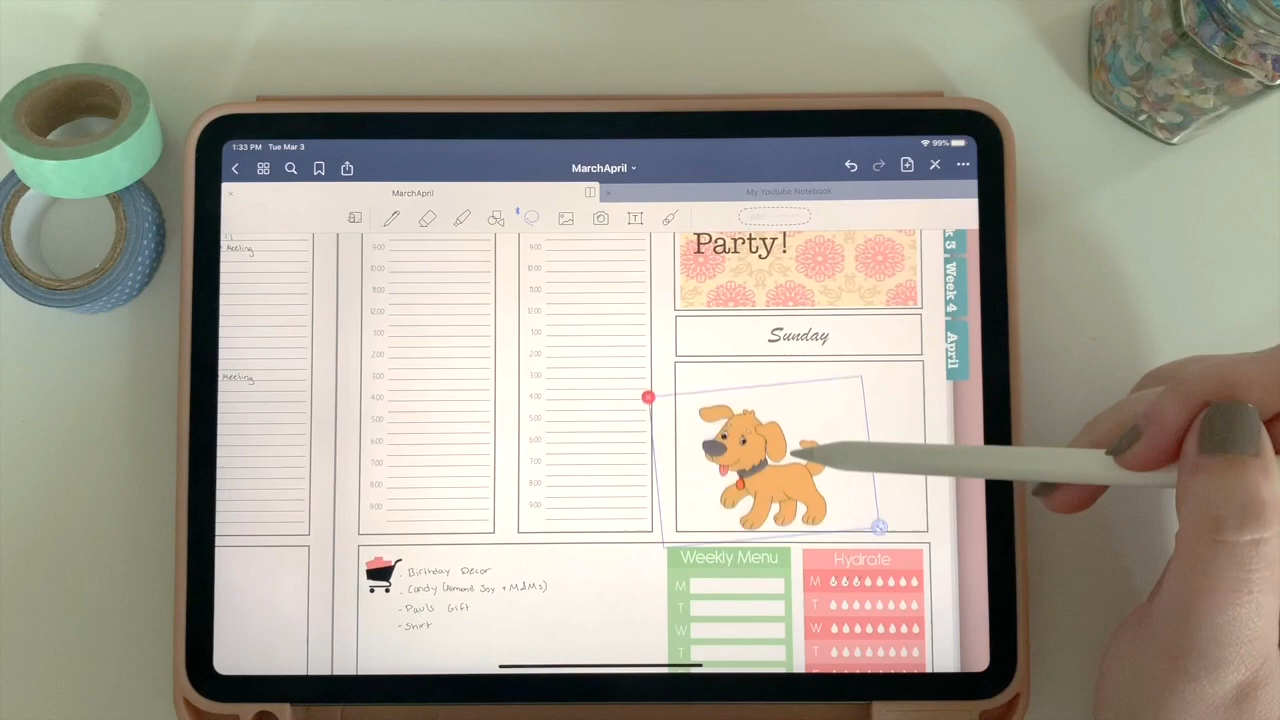 1:33 PM Tue Mar 3
99%
MarchApril
MarchApril
My Youtube Notebook
Meeting
Meeting
9:00
10:00
11:00
12:00
1:00
2:00
3:00
4:00
5:00
6:00
7:00
8:00
9:00
9:00
10:00
11:00
12:00
1:00
2:00
3:00
4:00
5:00
6:00
7:00
8:00
9:00
Party!
Sunday
k 3
Week 4
April
. Birthday Decor
. Candy (Almond Joy + M&Ms)
- Paul's Gift
- Shirt
Weekly Menu
M
T
W
T
Hydrate
M
T
W
T